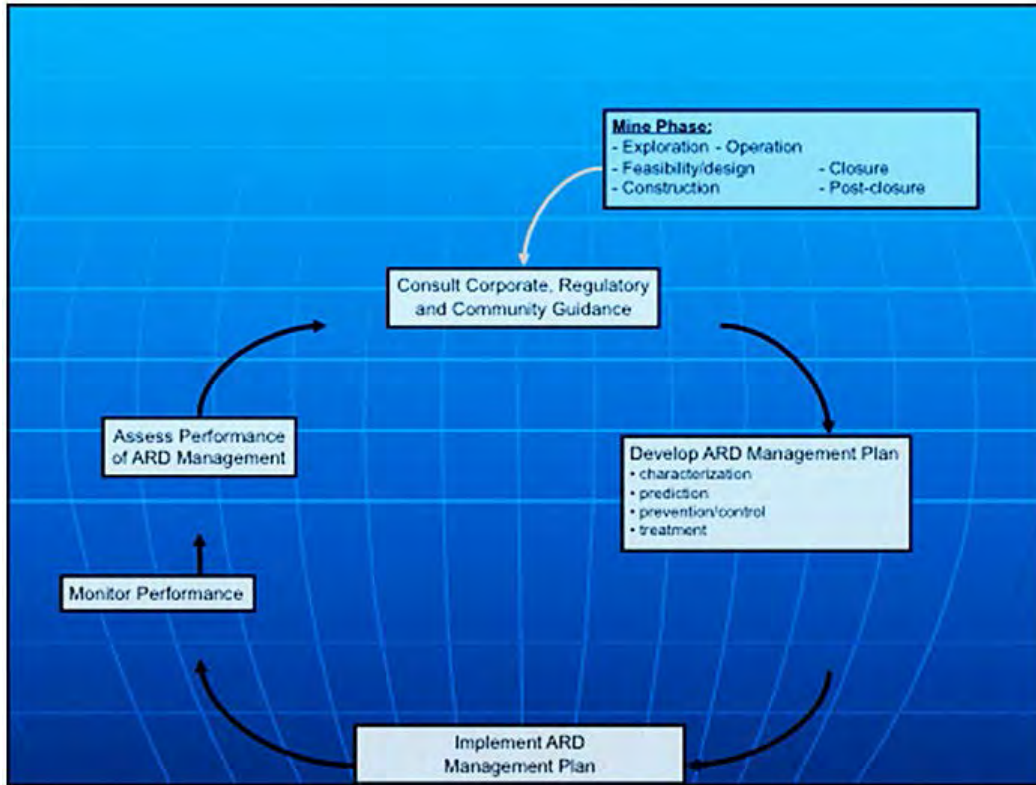 Mine Phase:
- Exploration - Operation
- Feasibility/design - Closure
- Construction - Post-closure
Consult Corporate, Regulatory
and Community Guidance
Assess Performance
of ARD Management
Develop ARD Management Plan
• characterization
• prediction
• prevention/control
• treatment
Monitor Performance
Implement ARD
Management Plan